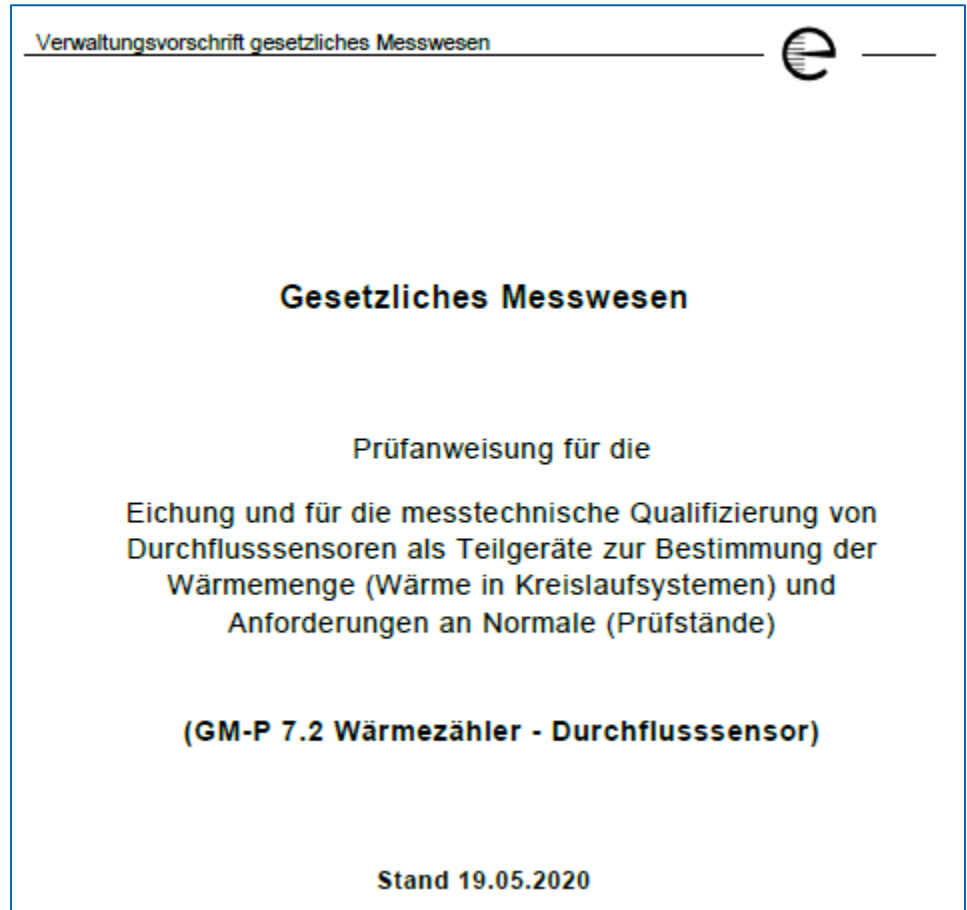 Verwaltungsvorschrift gesetzliches Messwesen
e
Gesetzliches Messwesen
Prüfanweisung für die
Eichung und für die messtechnische Qualifizierung von
Durchflusssensoren als Teilgeräte zur Bestimmung der
Wärmemenge (Wärme in Kreislaufsystemen) und
Anforderungen an Normale (Prüfstände)
(GM-P 7.2 Wärmezähler - Durchflusssensor)
Stand 19.05.2020